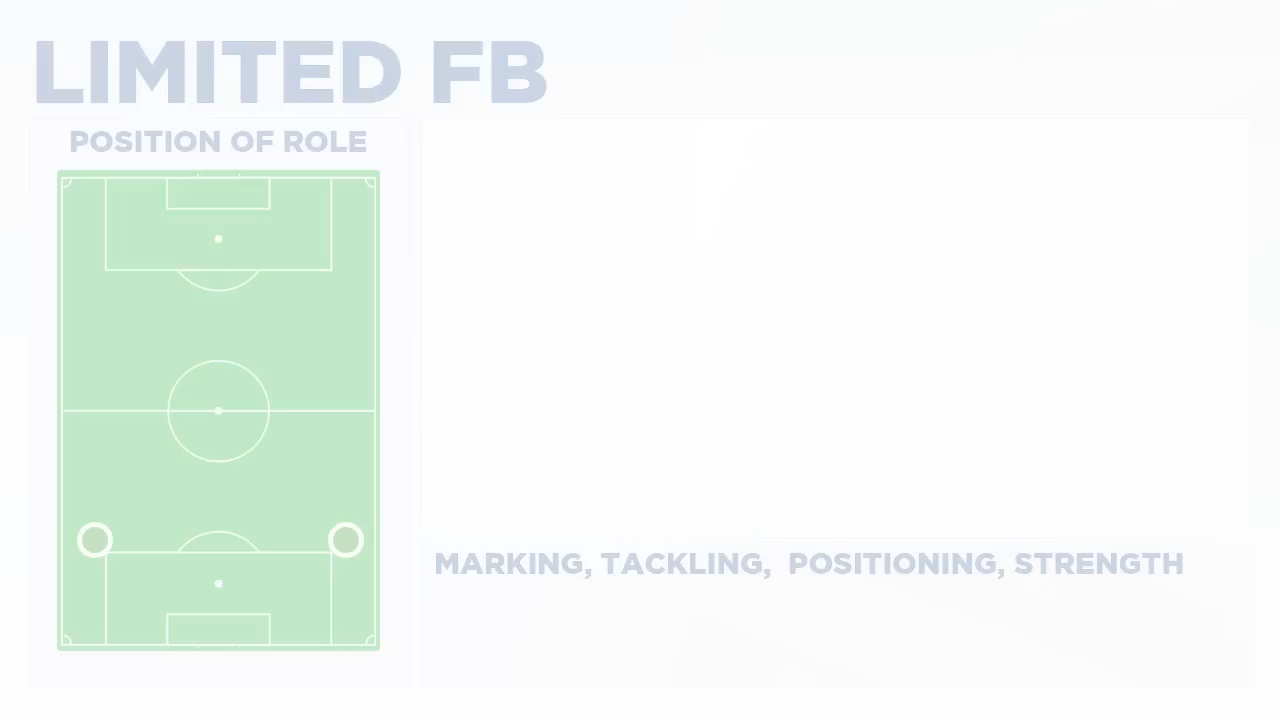 LIMITED FB
POSITION OF ROLE
MARKING, TACKLING,  POSITIONING, STRENGTH